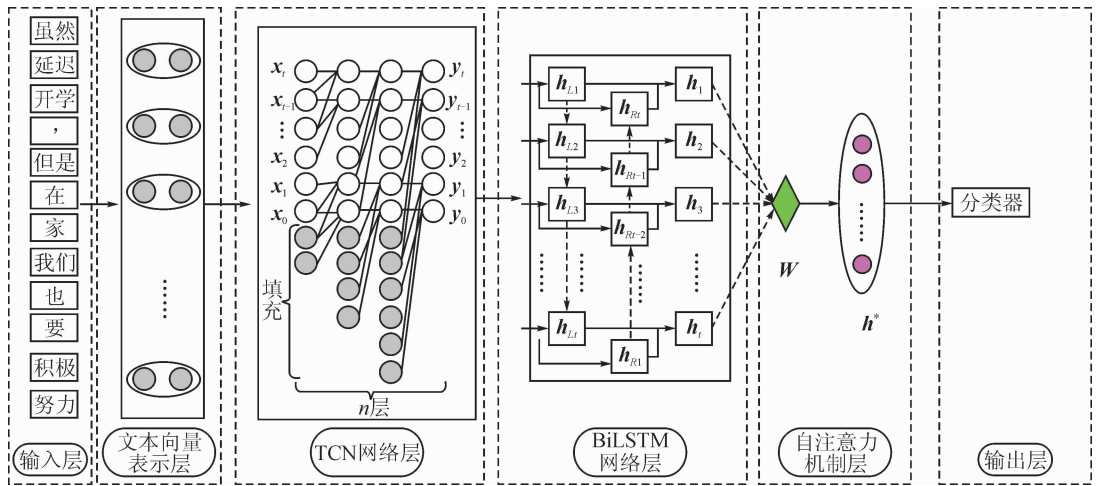 虽然
延迟
开学
，
但是
在
家
我们
也
要
积极
努力
输入层
......
文本向量
表示层
x_t
x_{t-1}
...
x_2
x_1
x_0
y_t
y_{t-1}
...
y_2
y_1
y_0
填充
n层
TCN网络层
h_{L1}
h_1
h_{Rt}
h_{L2}
h_2
h_{Rt-1}
h_{L3}
h_3
h_{Rt-2}
...... ...... ......
h_{Lt}
h_t
h_{R1}
BiLSTM
网络层
W
......
h*
自注意力
机制层
分类器
输出层